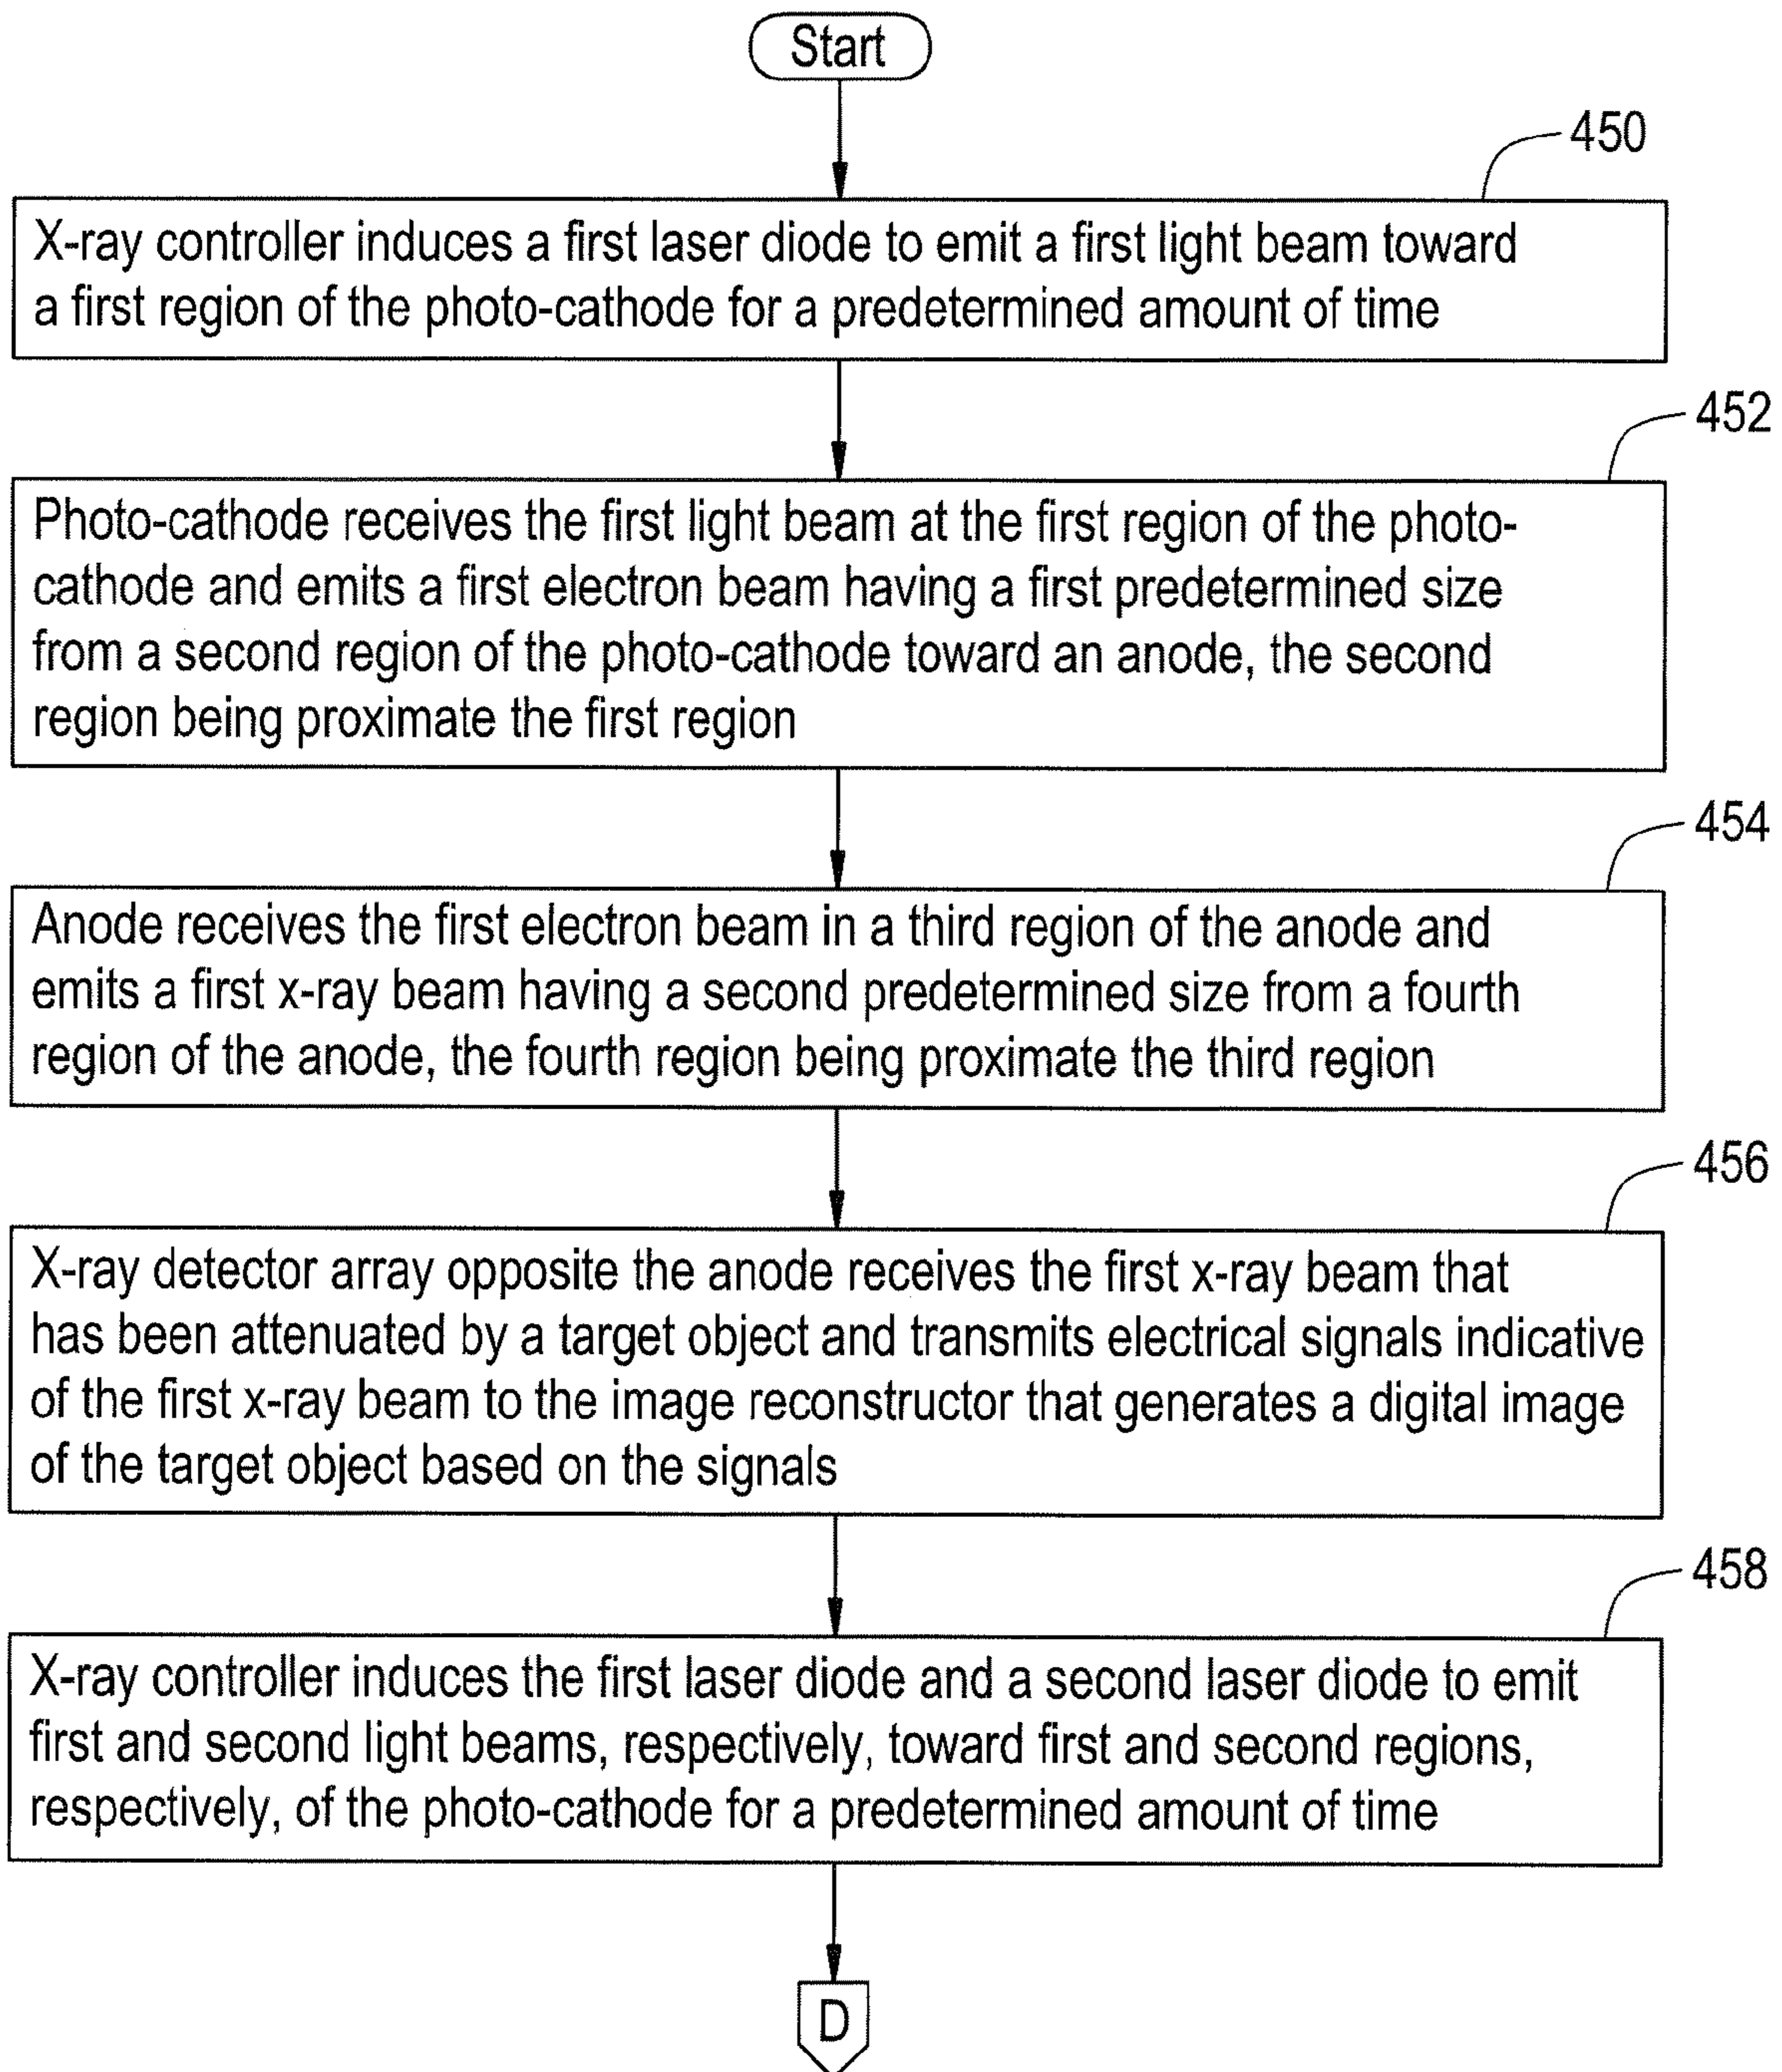 Start
450
X-ray controller induces a first laser diode to emit a first light beam toward
a first region of the photo-cathode for a predetermined amount of time
452
Photo-cathode receives the first light beam at the first region of the photo-
cathode and emits a first electron beam having a first predetermined size
from a second region of the photo-cathode toward an anode, the second
region being proximate the first region
454
Anode receives the first electron beam in a third region of the anode and
emits a first x-ray beam having a second predetermined size from a fourth
region of the anode, the fourth region being proximate the third region
456
X-ray detector array opposite the anode receives the first x-ray beam that
has been attenuated by a target object and transmits electrical signals indicative
of the first x-ray beam to the image reconstructor that generates a digital image
of the target object based on the signals
458
X-ray controller induces the first laser diode and a second laser diode to emit
first and second light beams, respectively, toward first and second regions,
respectively, of the photo-cathode for a predetermined amount of time
D